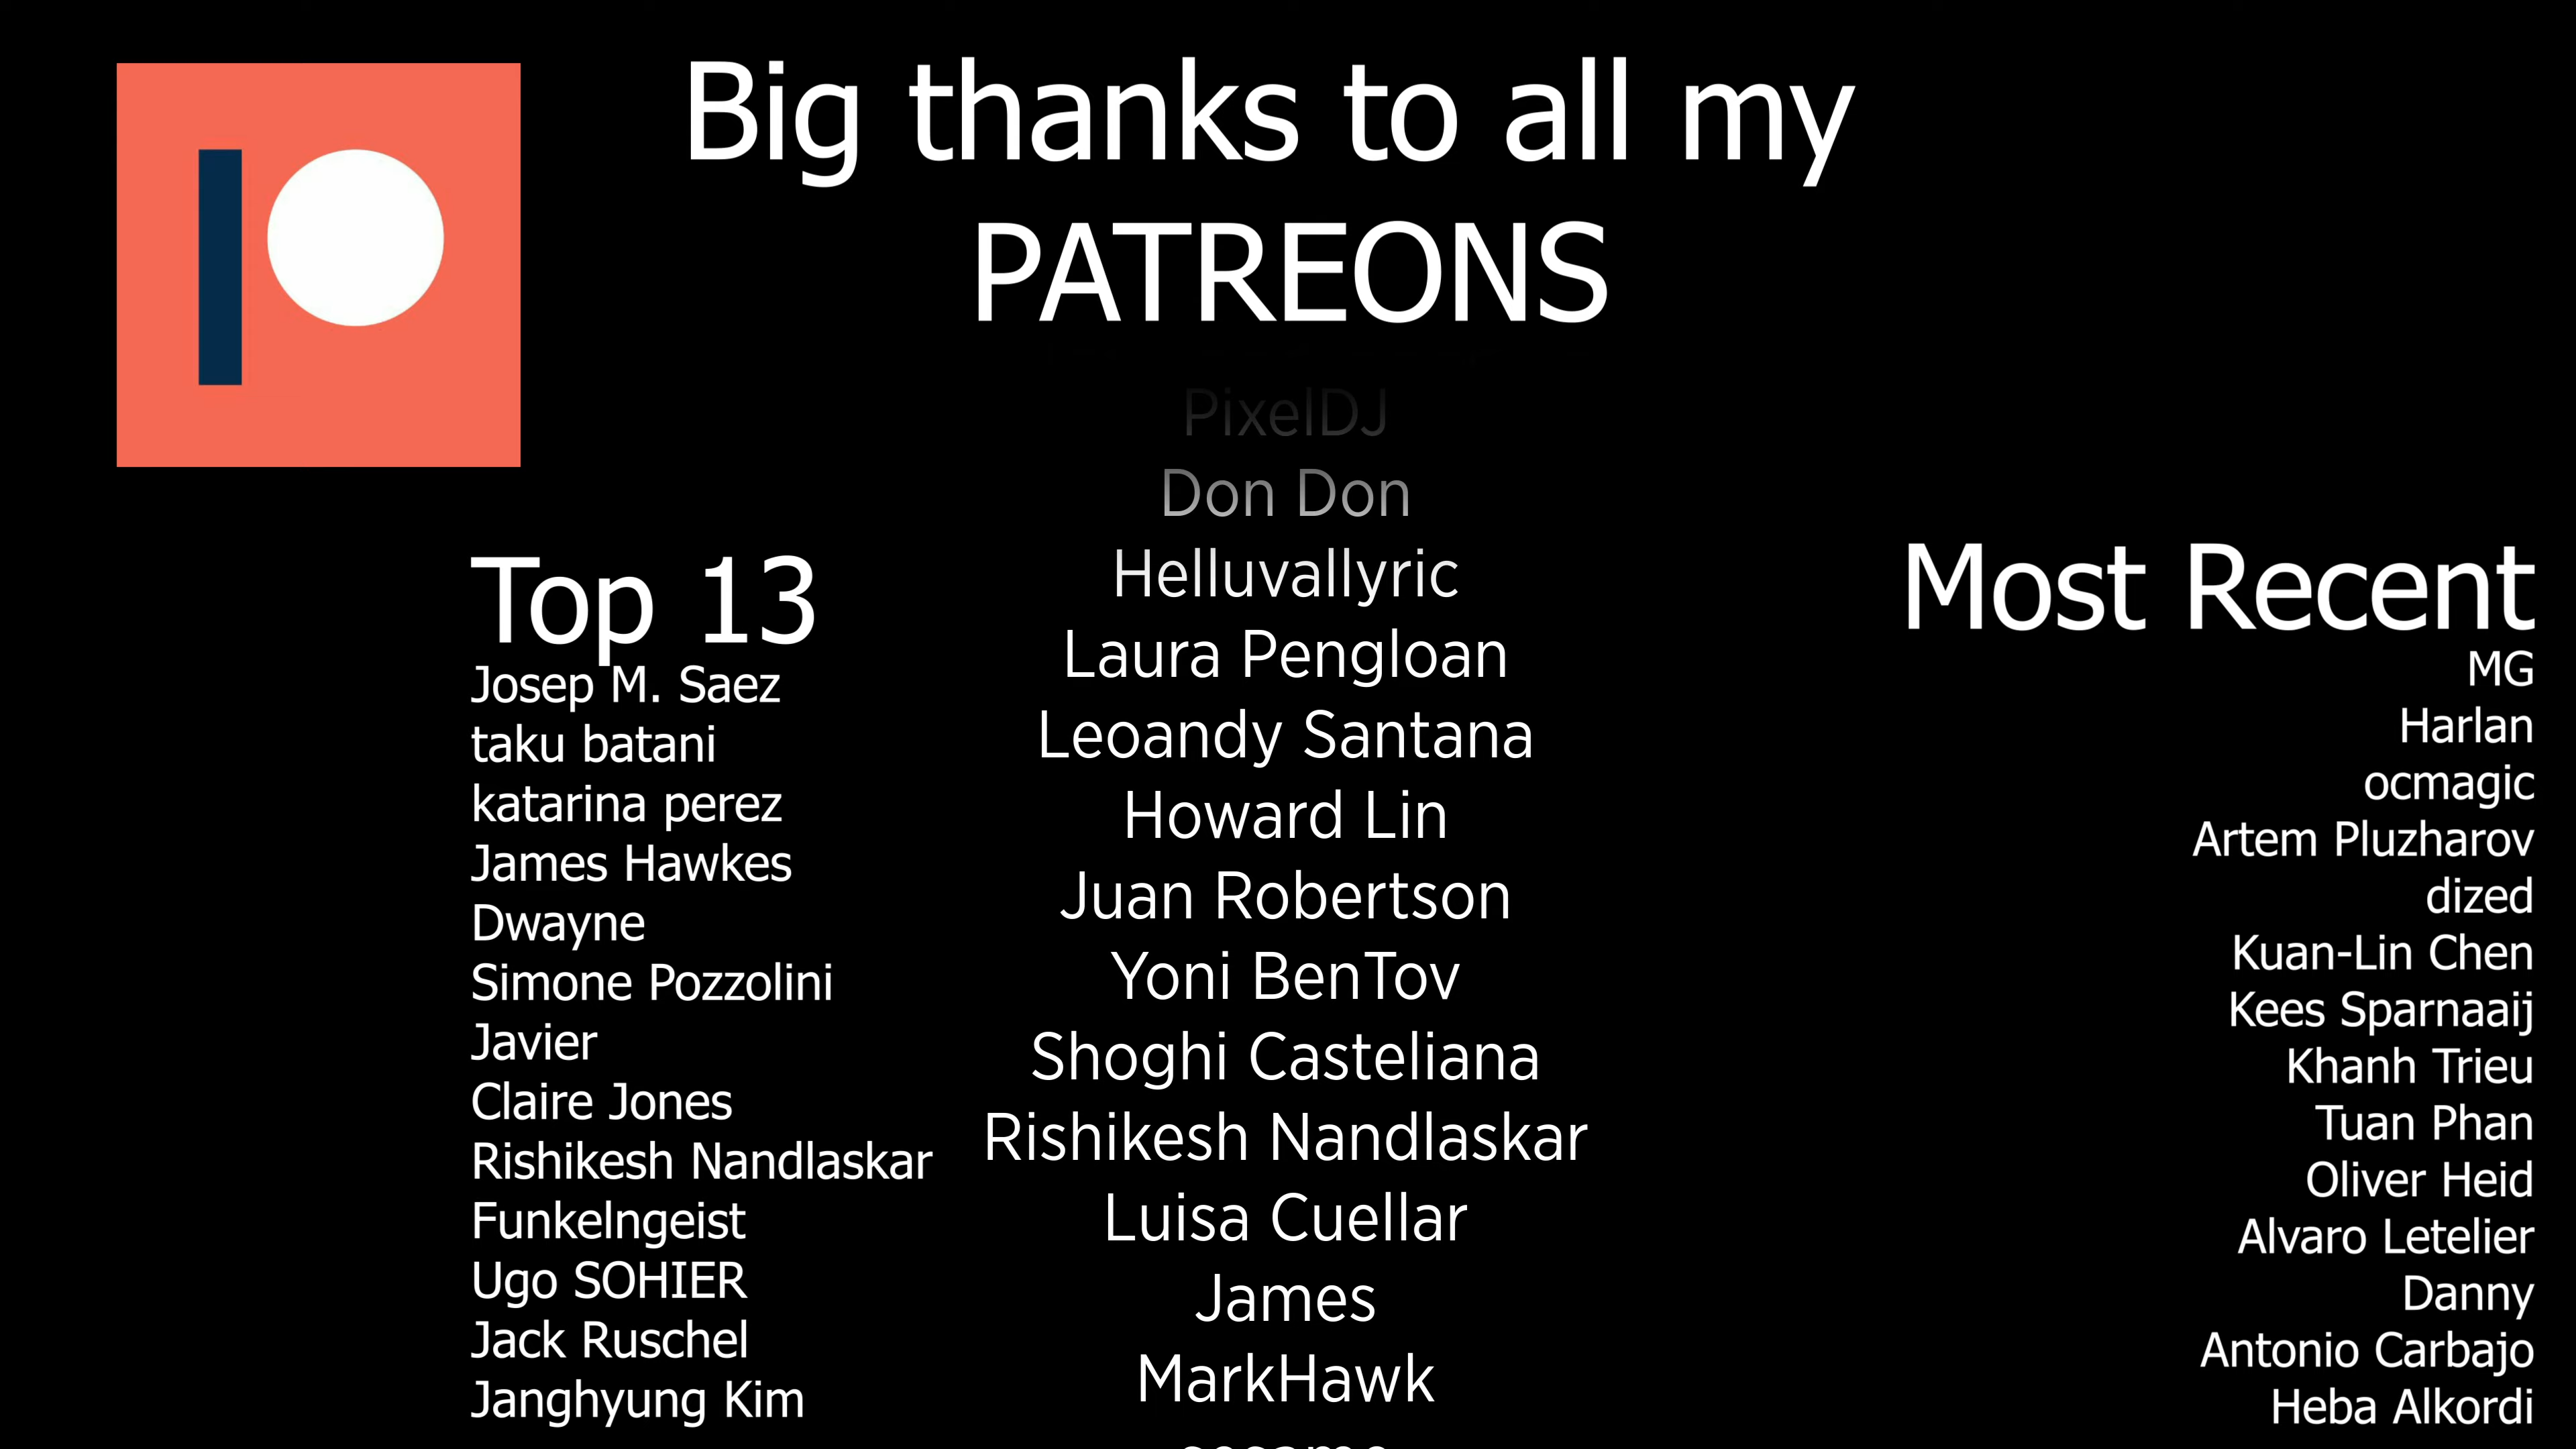 Big thanks to all my
PATREONS
Top 13
Josep M. Saez
taku batani
katarina perez
James Hawkes
Dwayne
Simone Pozzolini
Javier
Claire Jones
Rishikesh Nandlaskar
Funkelngeist
Ugo SOHIER
Jack Ruschel
Janghyung Kim
PixelDJ
Don Don
Helluvallyric
Laura Pengloan
Leoandy Santana
Howard Lin
Juan Robertson
Yoni BenTov
Shoghi Casteliana
Rishikesh Nandlaskar
Luisa Cuellar
James
MarkHawk
Most Recent
MG
Harlan
ocmagic
Artem Pluzharov
dized
Kuan-Lin Chen
Kees Sparnaaij
Khanh Trieu
Tuan Phan
Oliver Heid
Alvaro Letelier
Danny
Antonio Carbajo
Heba Alkordi